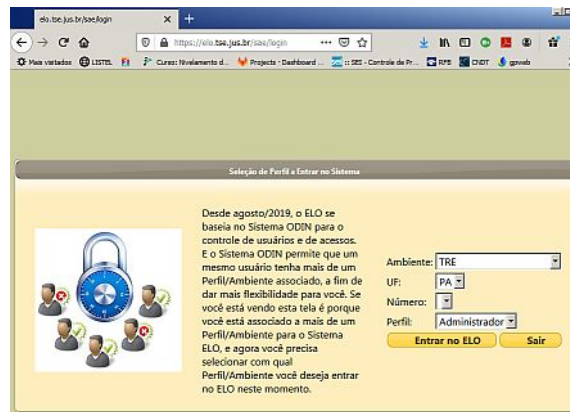 elo.tse.jus.br/sae/login
https://elo.tse.jus.br/sae/login
Mais visitados LISTEL Curso: Nivelamento d... Projects - Dashboard ... :: SEI - Controle de Pr... RFB CNDT gpweb
Seleção de Perfil a Entrar no Sistema
Desde agosto/2019, o ELO se
baseia no Sistema ODIN para o
controle de usuários e de acessos.
E o Sistema ODIN permite que um
mesmo usuário tenha mais de um
Perfil/Ambiente associado, a fim de
dar mais flexibilidade para você. Se
você está vendo esta tela é porque
você está associado a mais de um
Perfil/Ambiente para o Sistema
ELO, e agora você precisa
selecionar com qual
Perfil/Ambiente você deseja entrar
no ELO neste momento.
Ambiente: TRE
UF: PA
Número:
Perfil: Administrador
Entrar no ELO Sair